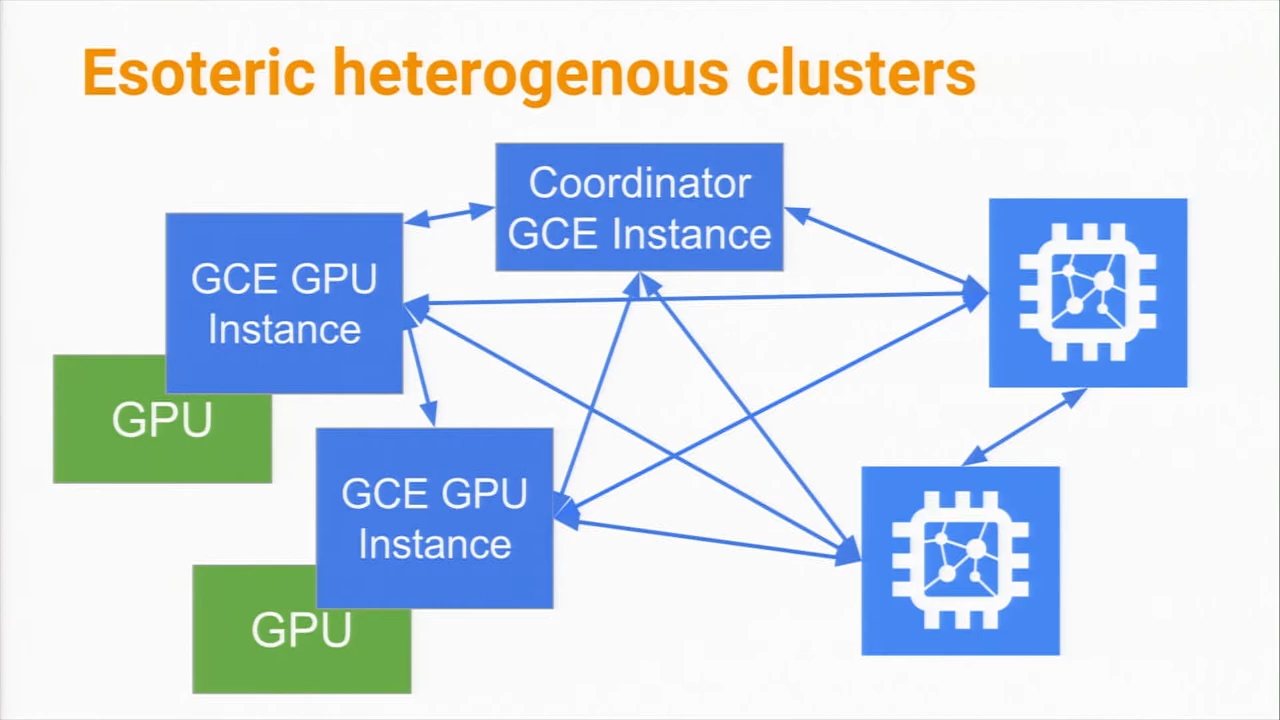 Esoteric heterogenous clusters
Coordinator
GCE Instance
GCE GPU
Instance
GPU
GCE GPU
Instance
GPU